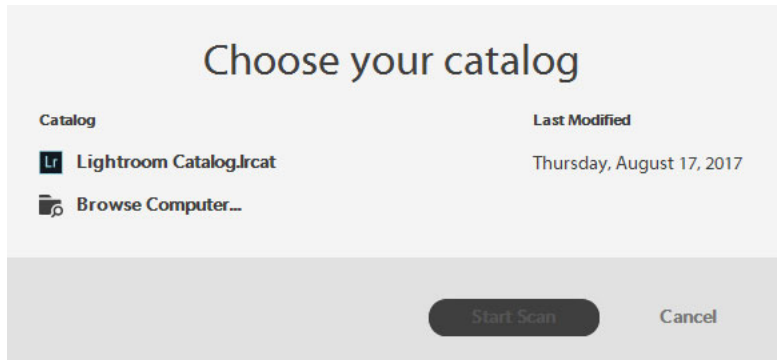 Choose your catalog
Catalog Last Modified
Lr Lightroom Catalog.lrcat Thursday, August 17, 2017
Browse Computer...
Start Scan Cancel